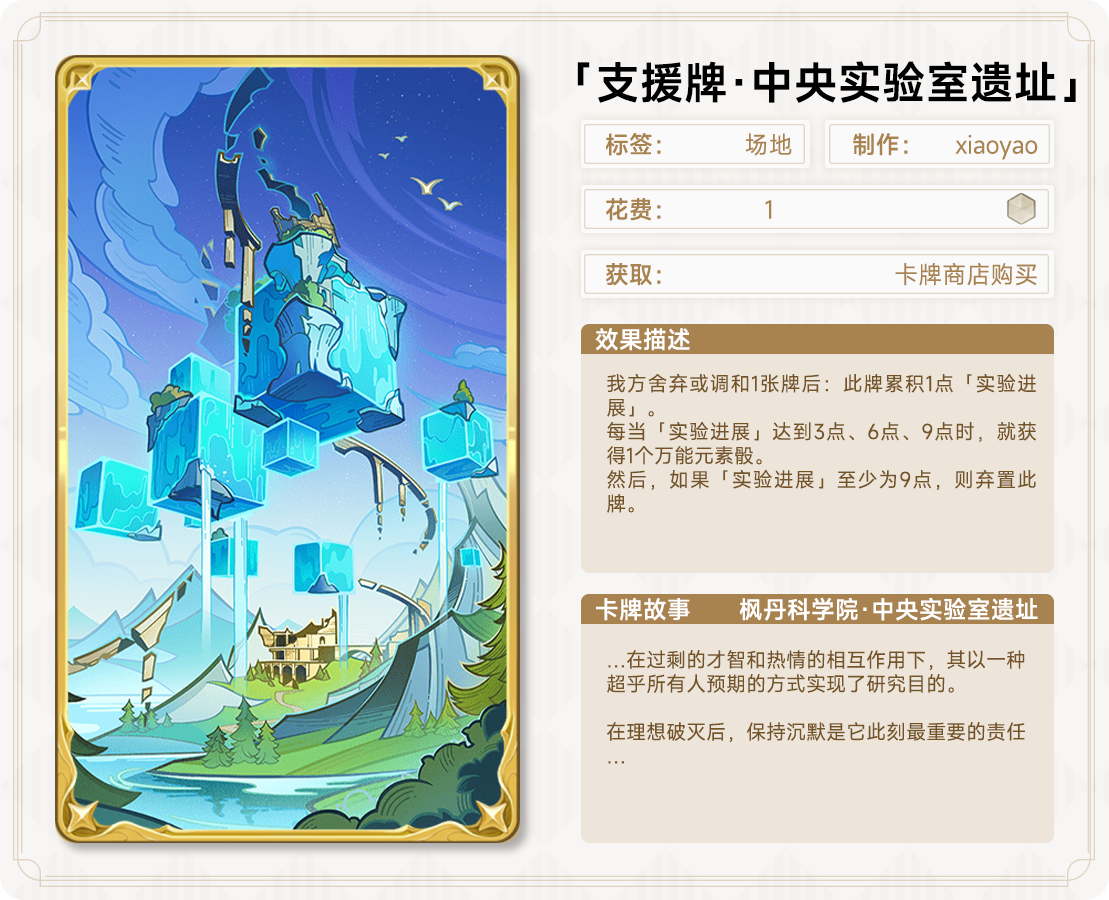 「支援牌·中央实验室遗址」
标签： 场地 制作： xiaoyao
花费： 1
获取： 卡牌商店购买
效果描述
我方舍弃或调和1张牌后：此牌累积1点「实验进
展」。
每当「实验进展」达到3点、6点、9点时，就获
得1个万能元素骰。
然后，如果「实验进展」至少为9点，则弃置此
牌。
卡牌故事 枫丹科学院·中央实验室遗址
…在过剩的才智和热情的相互作用下，其以一种
超乎所有人预期的方式实现了研究目的。
在理想破灭后，保持沉默是它此刻最重要的责任
…